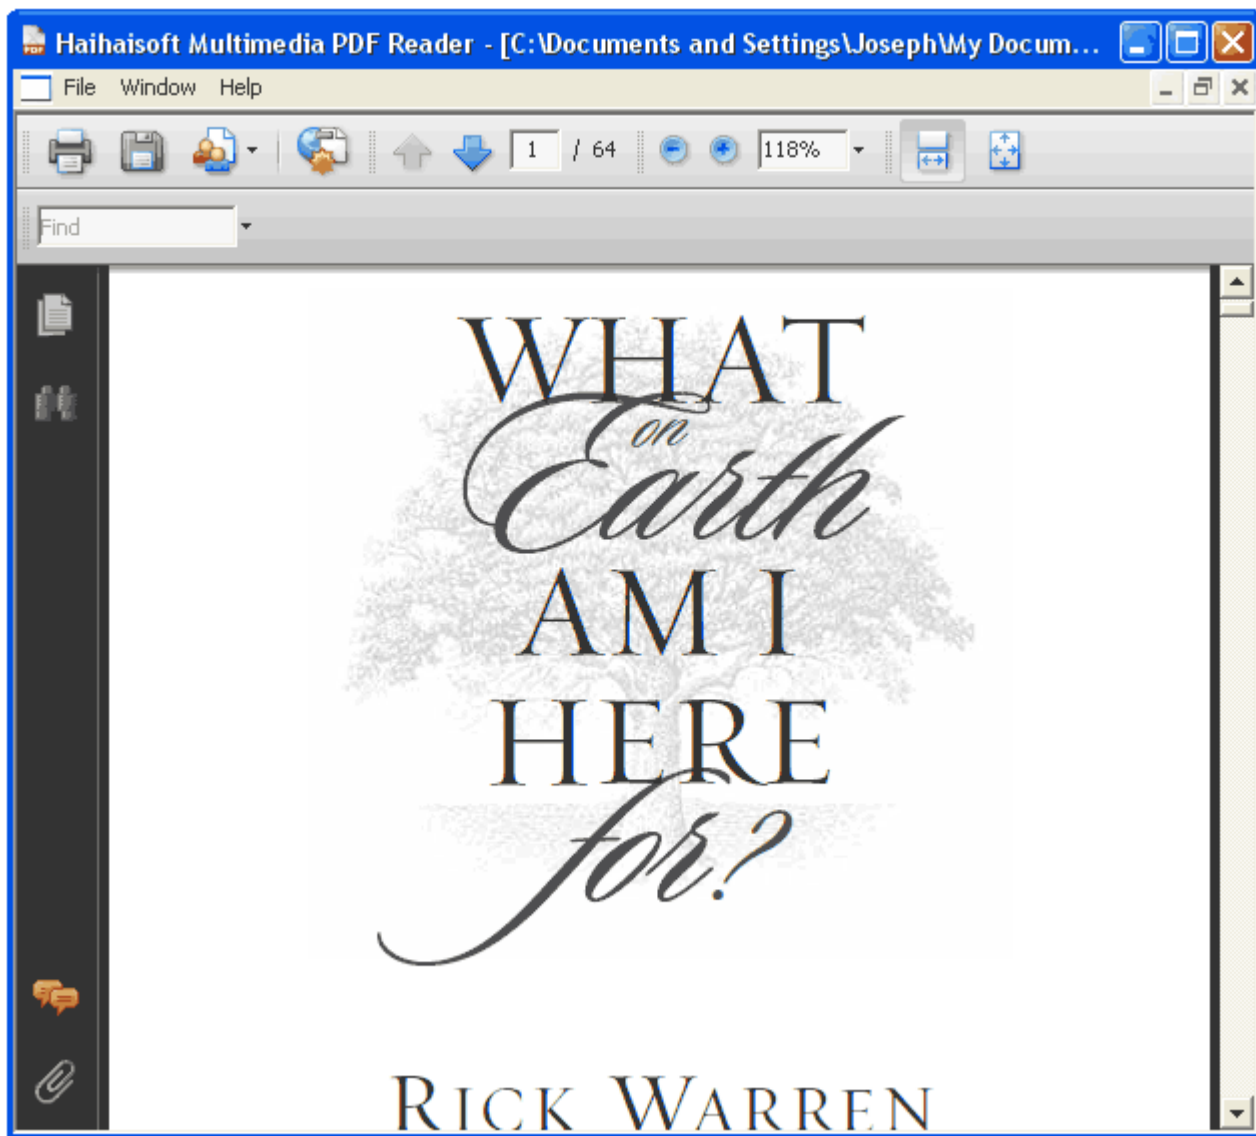 Haihaisoft Multimedia PDF Reader - [C:\Documents and Settings\Joseph\My Docum...
File Window Help
1 / 64 118%
Find
WHAT
on
Earth
AM I
HERE
for?
RICK WARREN